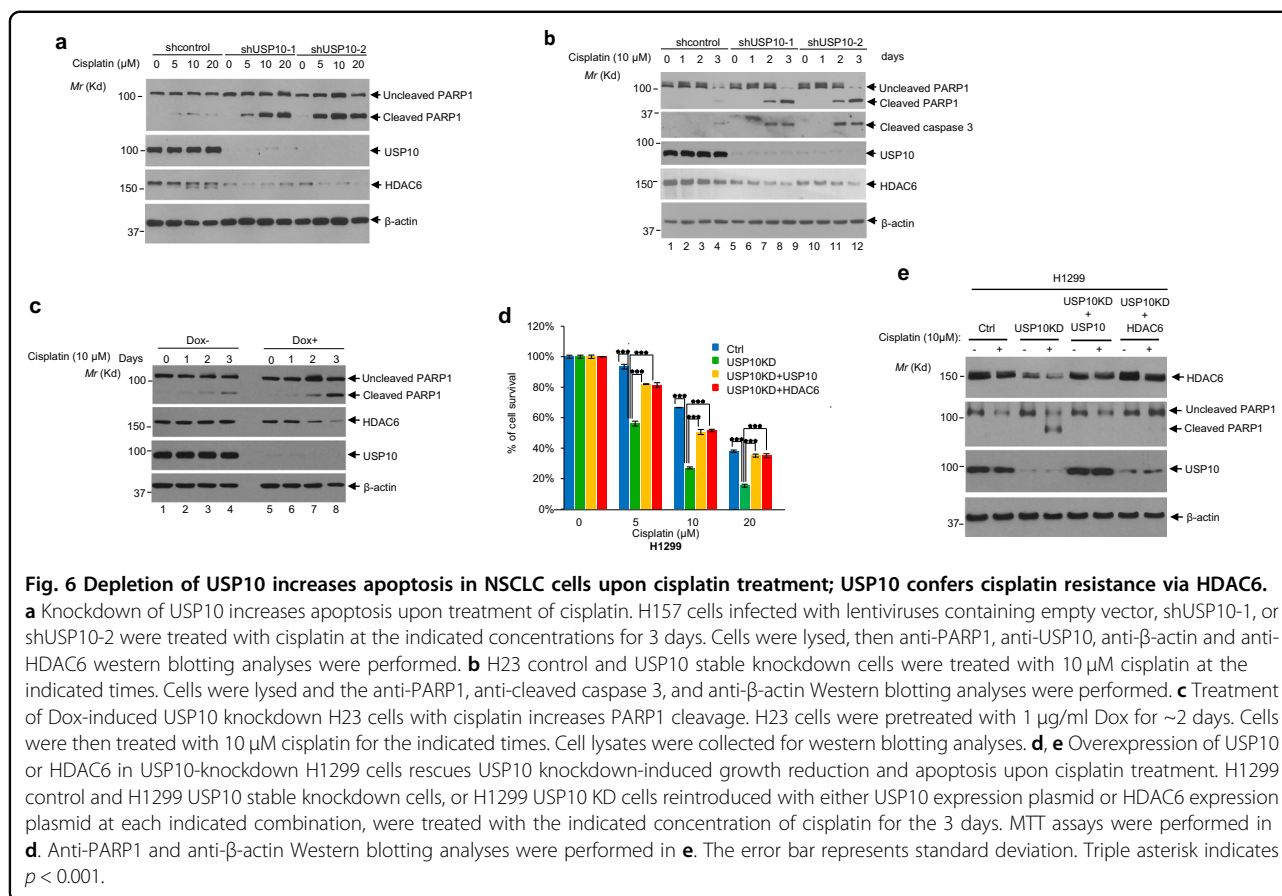 a
shcontrol shUSP10-1 shUSP10-2
Cisplatin (μM) 0 5 10 20 0 5 10 20 0 5 10 20
Mr (Kd)
100 Uncleaved PARP1
Cleaved PARP1
100 USP10
150 HDAC6
β-actin
37
b
shcontrol shUSP10-1 shUSP10-2
Cisplatin (10 μM) 0 1 2 3 0 1 2 3 0 1 2 3 days
Mr (Kd)
100 Uncleaved PARP1
Cleaved PARP1
37
Cleaved caspase 3
100 USP10
150 HDAC6
β-actin
37
1 2 3 4 5 6 7 8 9 10 11 12
c
Dox- Dox+
Cisplatin (10 μM) Days 0 1 2 3 0 1 2 3
Mr (Kd)
100 Uncleaved PARP1
Cleaved PARP1
HDAC6
150
100 USP10
β-actin
37
1 2 3 4 5 6 7 8
d
120%
100%
80%
60%
40%
20%
0%
% of cell survival
Ctrl
USP10KD
USP10KD+USP10
USP10KD+HDAC6
*** *** ***
*** *** ***
*** *** ***
0 5 10 20
Cisplatin (μM)
H1299
e
H1299
Ctrl USP10KD USP10KD + USP10 USP10KD + HDAC6
Cisplatin (10μM): - + - + - + - +
Mr (Kd)
150 HDAC6
100 Uncleaved PARP1
Cleaved PARP1
100 USP10
β-actin
37
Fig. 6 Depletion of USP10 increases apoptosis in NSCLC cells upon cisplatin treatment; USP10 confers cisplatin resistance via HDAC6.
a Knockdown of USP10 increases apoptosis upon treatment of cisplatin. H157 cells infected with lentiviruses containing empty vector, shUSP10-1, or
shUSP10-2 were treated with cisplatin at the indicated concentrations for 3 days. Cells were lysed, then anti-PARP1, anti-USP10, anti-β-actin and anti-
HDAC6 western blotting analyses were performed. b H23 control and USP10 stable knockdown cells were treated with 10 μM cisplatin at the
indicated times. Cells were lysed and the anti-PARP1, anti-cleaved caspase 3, and anti-β-actin Western blotting analyses were performed. c Treatment
of Dox-induced USP10 knockdown H23 cells with cisplatin increases PARP1 cleavage. H23 cells were pretreated with 1 μg/ml Dox for ~2 days. Cells
were then treated with 10 μM cisplatin for the indicated times. Cell lysates were collected for western blotting analyses. d, e Overexpression of USP10
or HDAC6 in USP10-knockdown H1299 cells rescues USP10 knockdown-induced growth reduction and apoptosis upon cisplatin treatment. H1299
control and H1299 USP10 stable knockdown cells, or H1299 USP10 KD cells reintroduced with either USP10 expression plasmid or HDAC6 expression
plasmid at each indicated combination, were treated with the indicated concentration of cisplatin for the 3 days. MTT assays were performed in
d. Anti-PARP1 and anti-β-actin Western blotting analyses were performed in e. The error bar represents standard deviation. Triple asterisk indicates
p < 0.001.